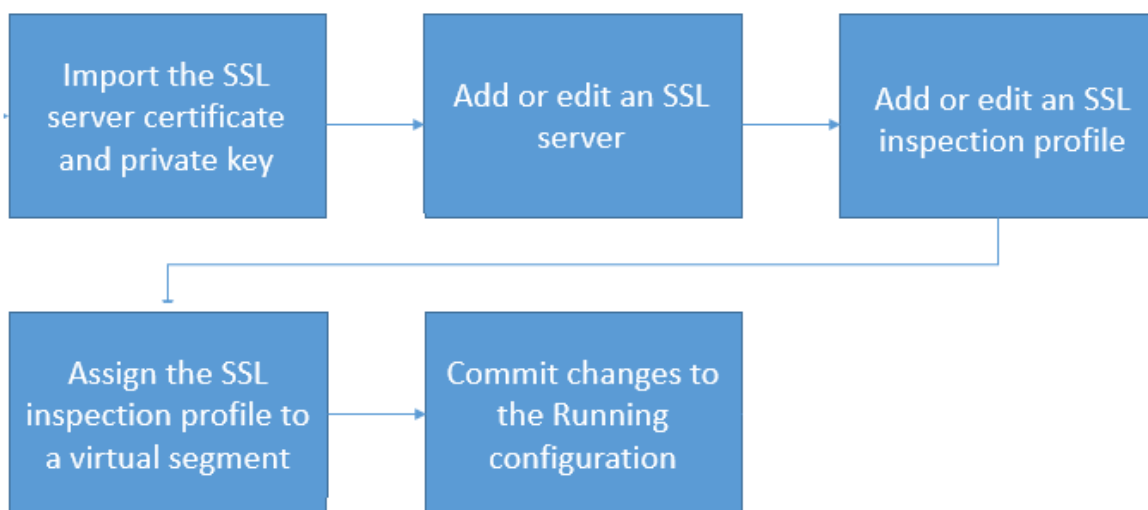 Import the SSL
server certificate
and private key
Add or edit an SSL
server
Add or edit an SSL
inspection profile
Assign the SSL
inspection profile to
a virtual segment
Commit changes to
the Running
configuration